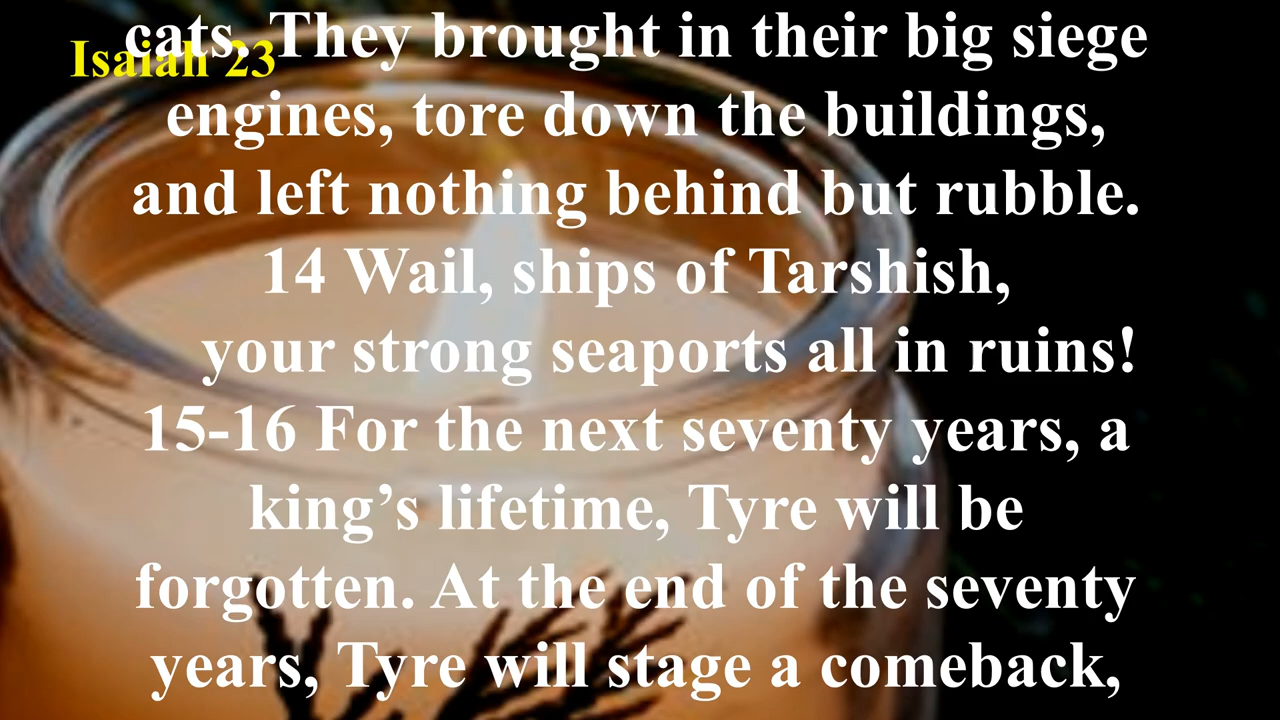 Isaiah 23
cats. They brought in their big siege
engines, tore down the buildings,
and left nothing behind but rubble.
14 Wail, ships of Tarshish,
your strong seaports all in ruins!
15-16 For the next seventy years, a
king’s lifetime, Tyre will be
forgotten. At the end of the seventy
years, Tyre will stage a comeback,